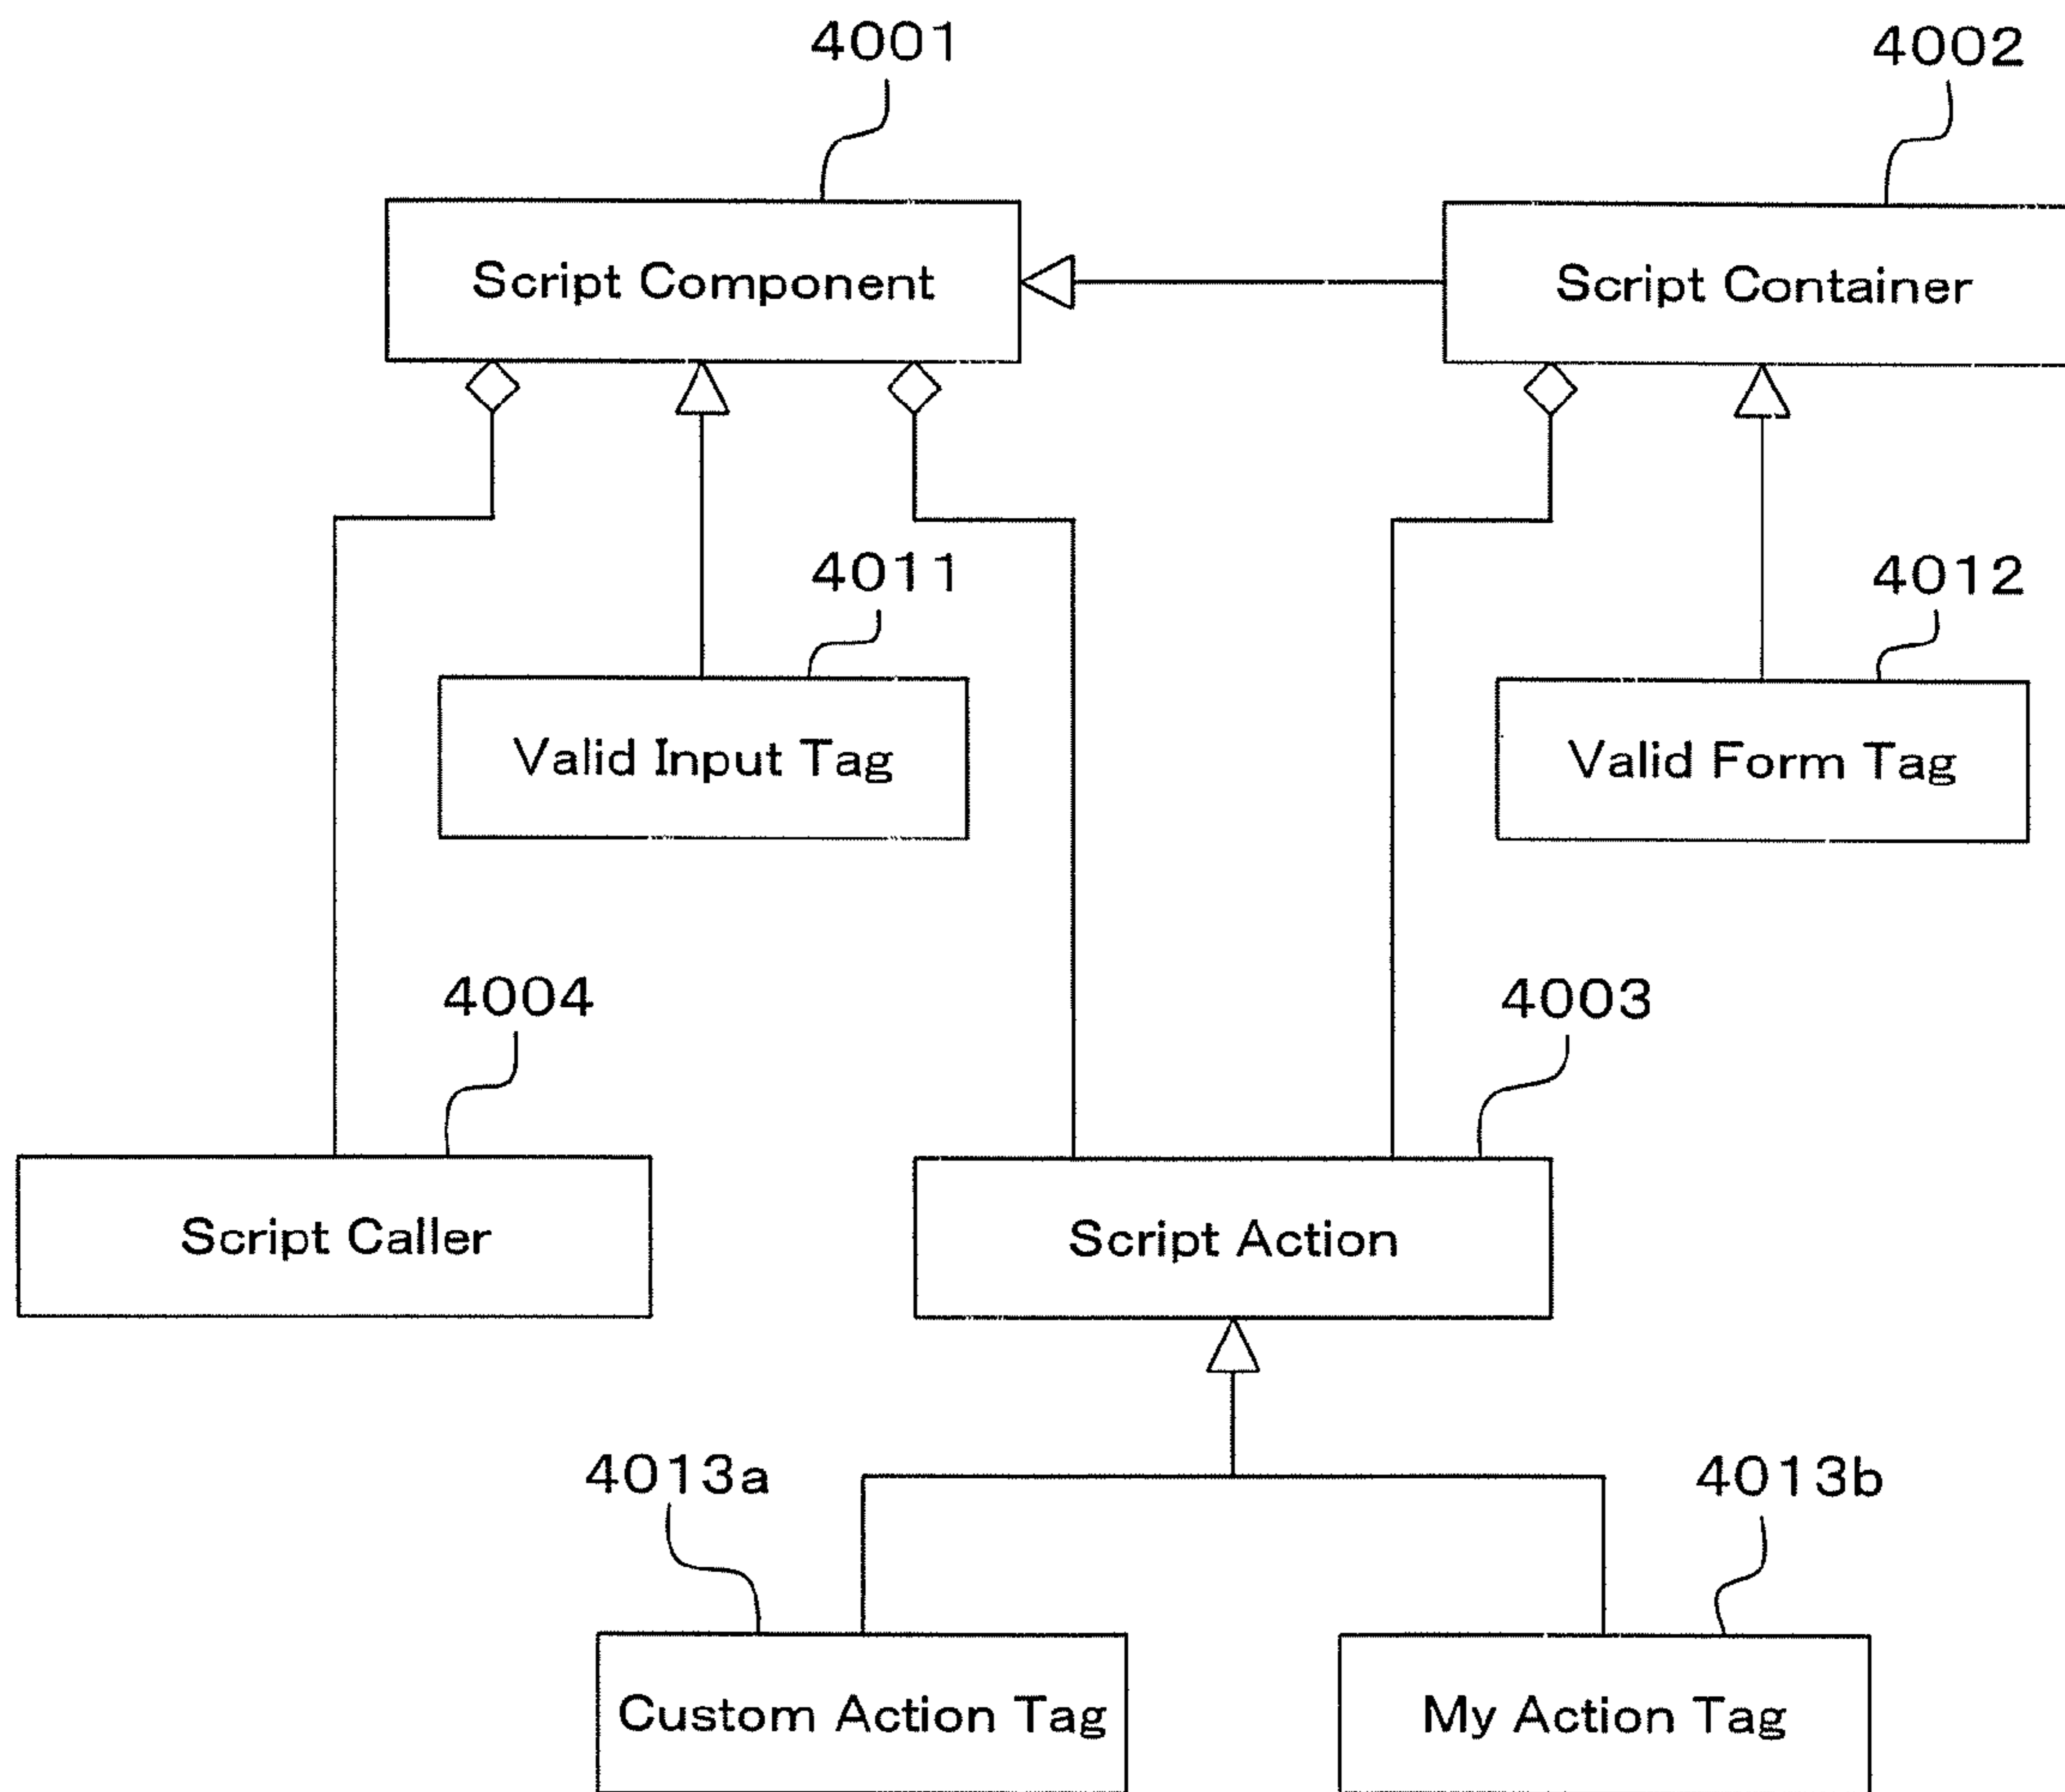 4001
4002
Script Component
Script Container
4011
4012
Valid Input Tag
Valid Form Tag
4004
4003
Script Caller
Script Action
4013a
4013b
Custom Action Tag
My Action Tag